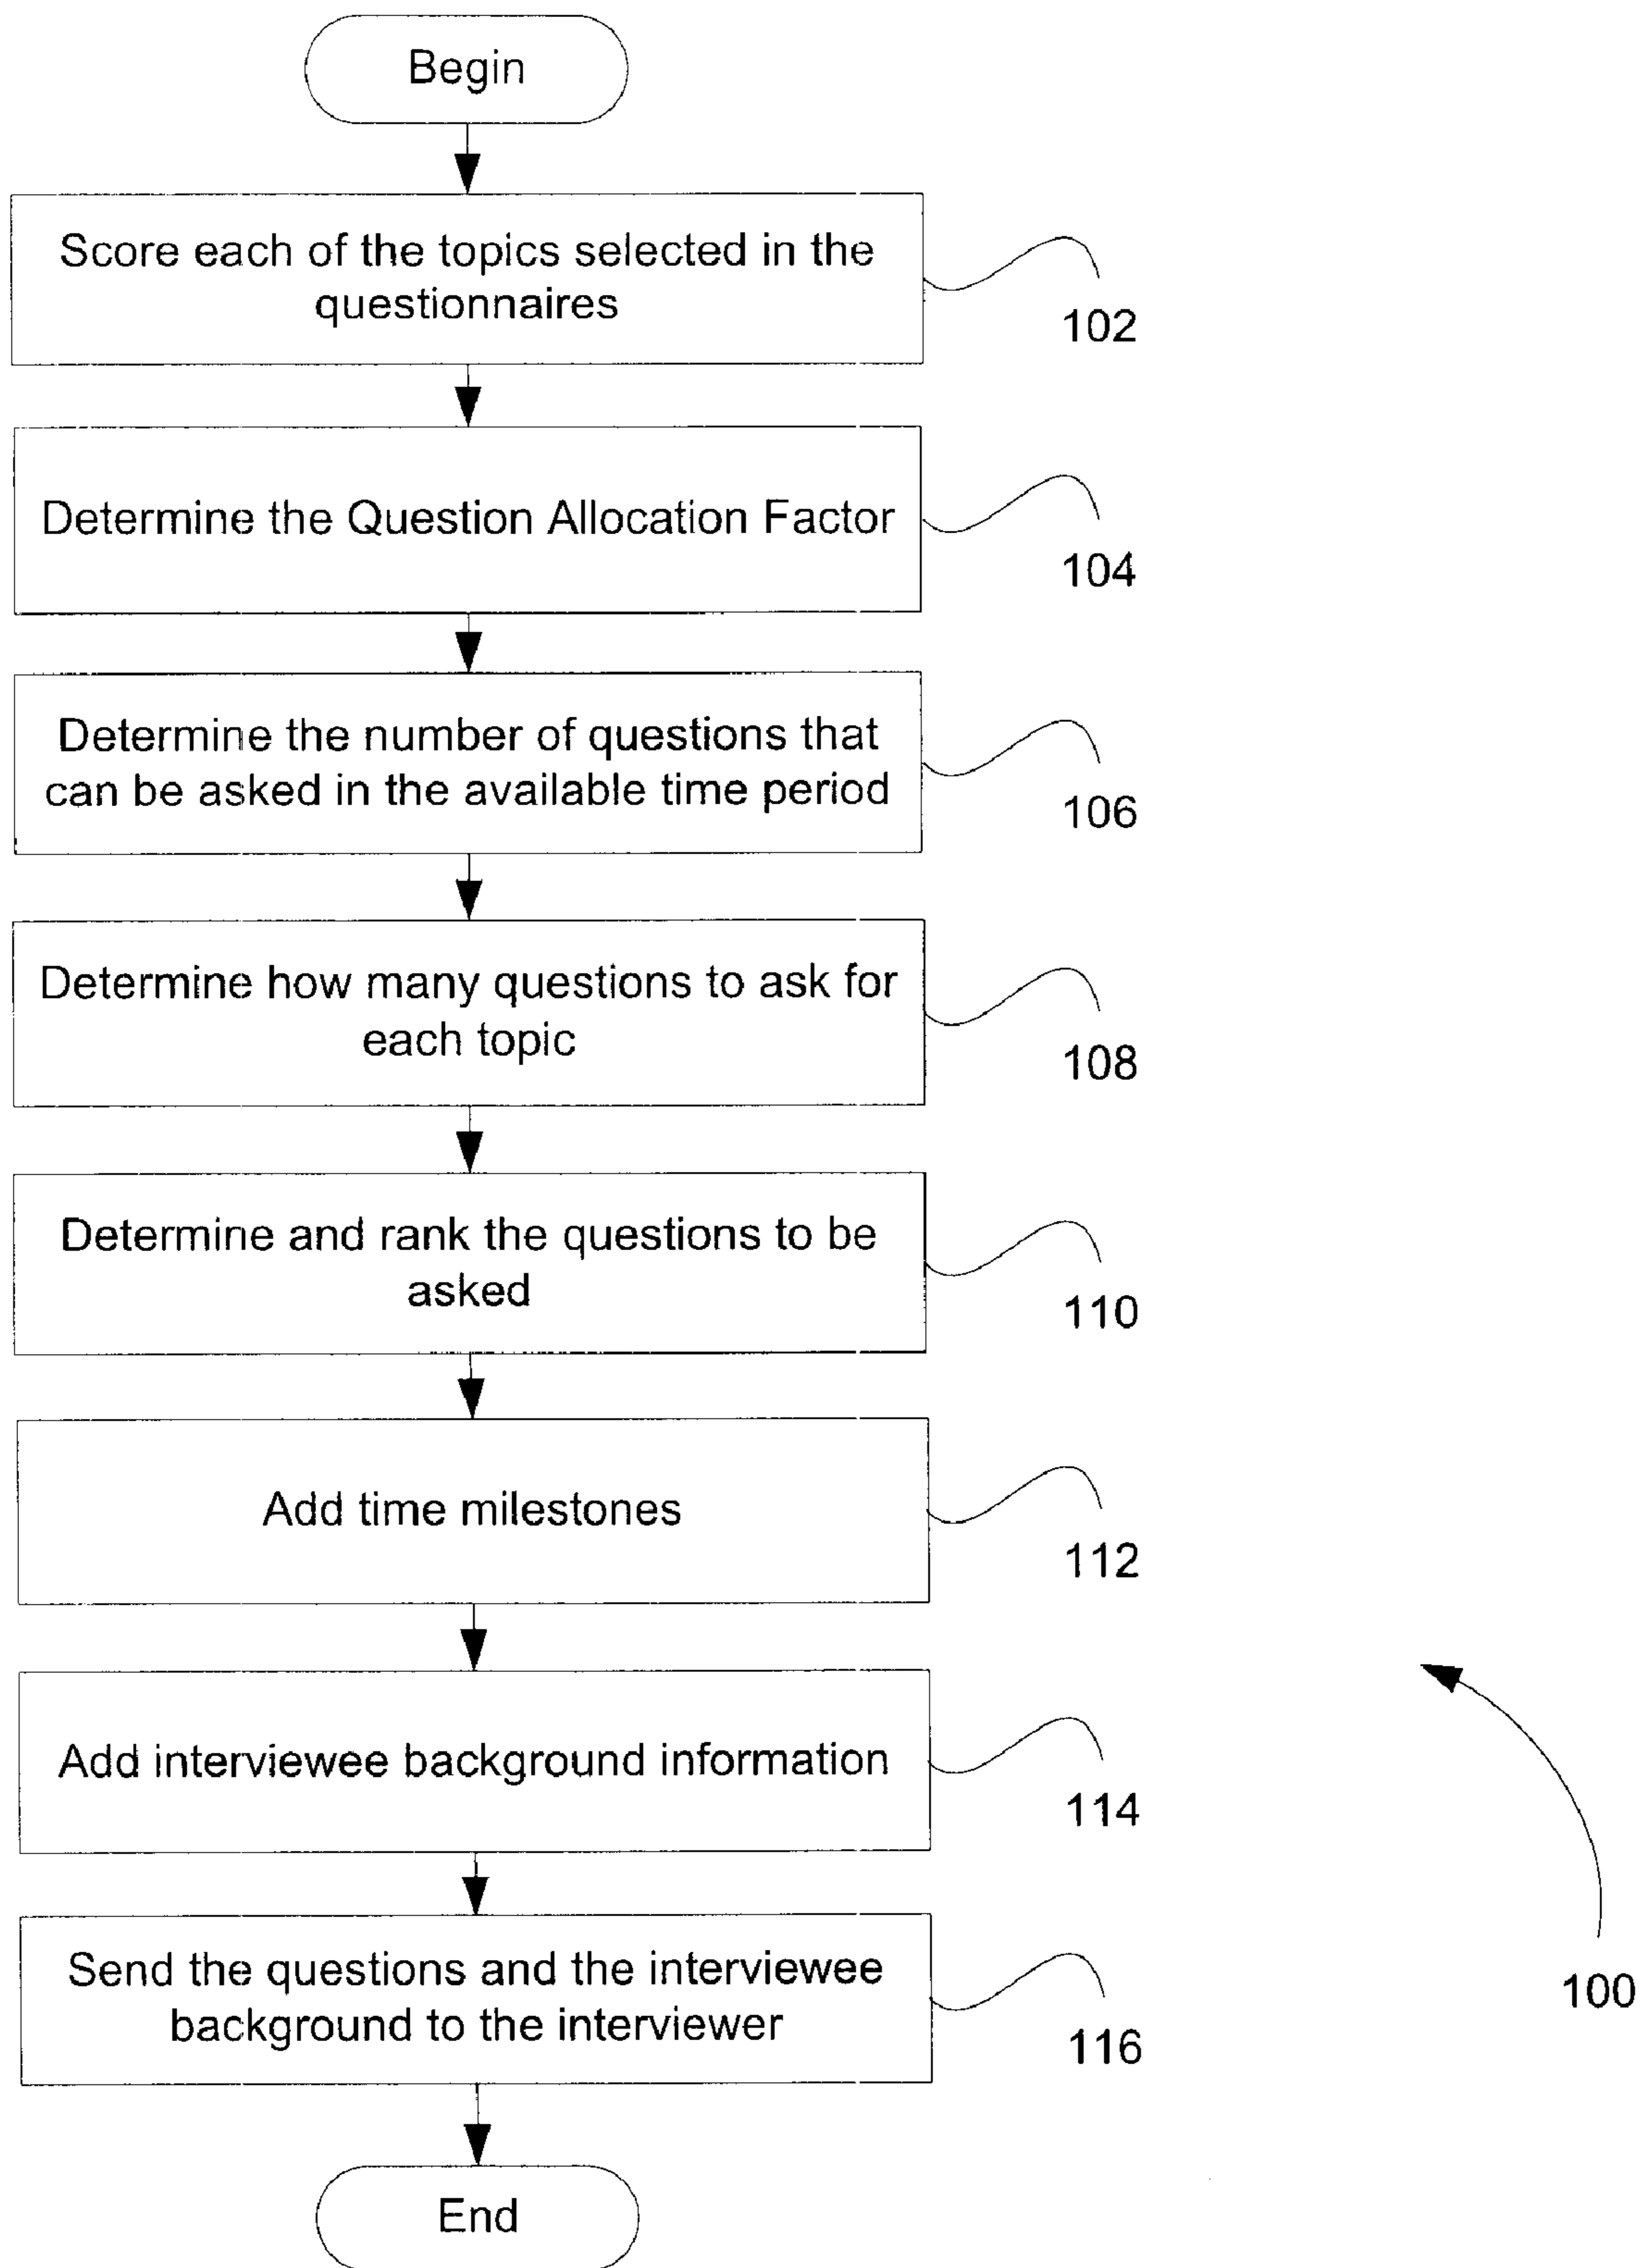 Begin
Score each of the topics selected in the
questionnaires
102
Determine the Question Allocation Factor
104
Determine the number of questions that
can be asked in the available time period
106
Determine how many questions to ask for
each topic
108
Determine and rank the questions to be
asked
110
Add time milestones
112
Add interviewee background information
114
Send the questions and the interviewee
background to the interviewer
116
100
End